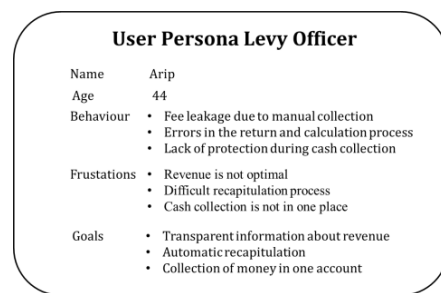 User Persona Levy Officer
Name Arip
Age 44
Behaviour • Fee leakage due to manual collection
• Errors in the return and calculation process
• Lack of protection during cash collection
Frustations • Revenue is not optimal
• Difficult recapitulation process
• Cash collection is not in one place
Goals • Transparent information about revenue
• Automatic recapitulation
• Collection of money in one account